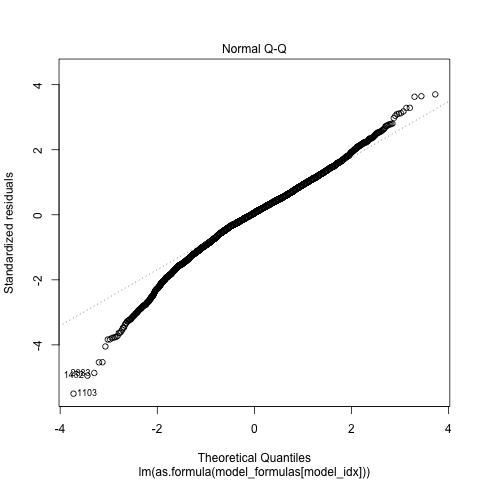 Normal Q-Q
Standardized residuals
4
2
0
-2
-4
1103
-4
-2
0
2
4
Theoretical Quantiles
lm(as.formula(model_formulas[model_idx]))